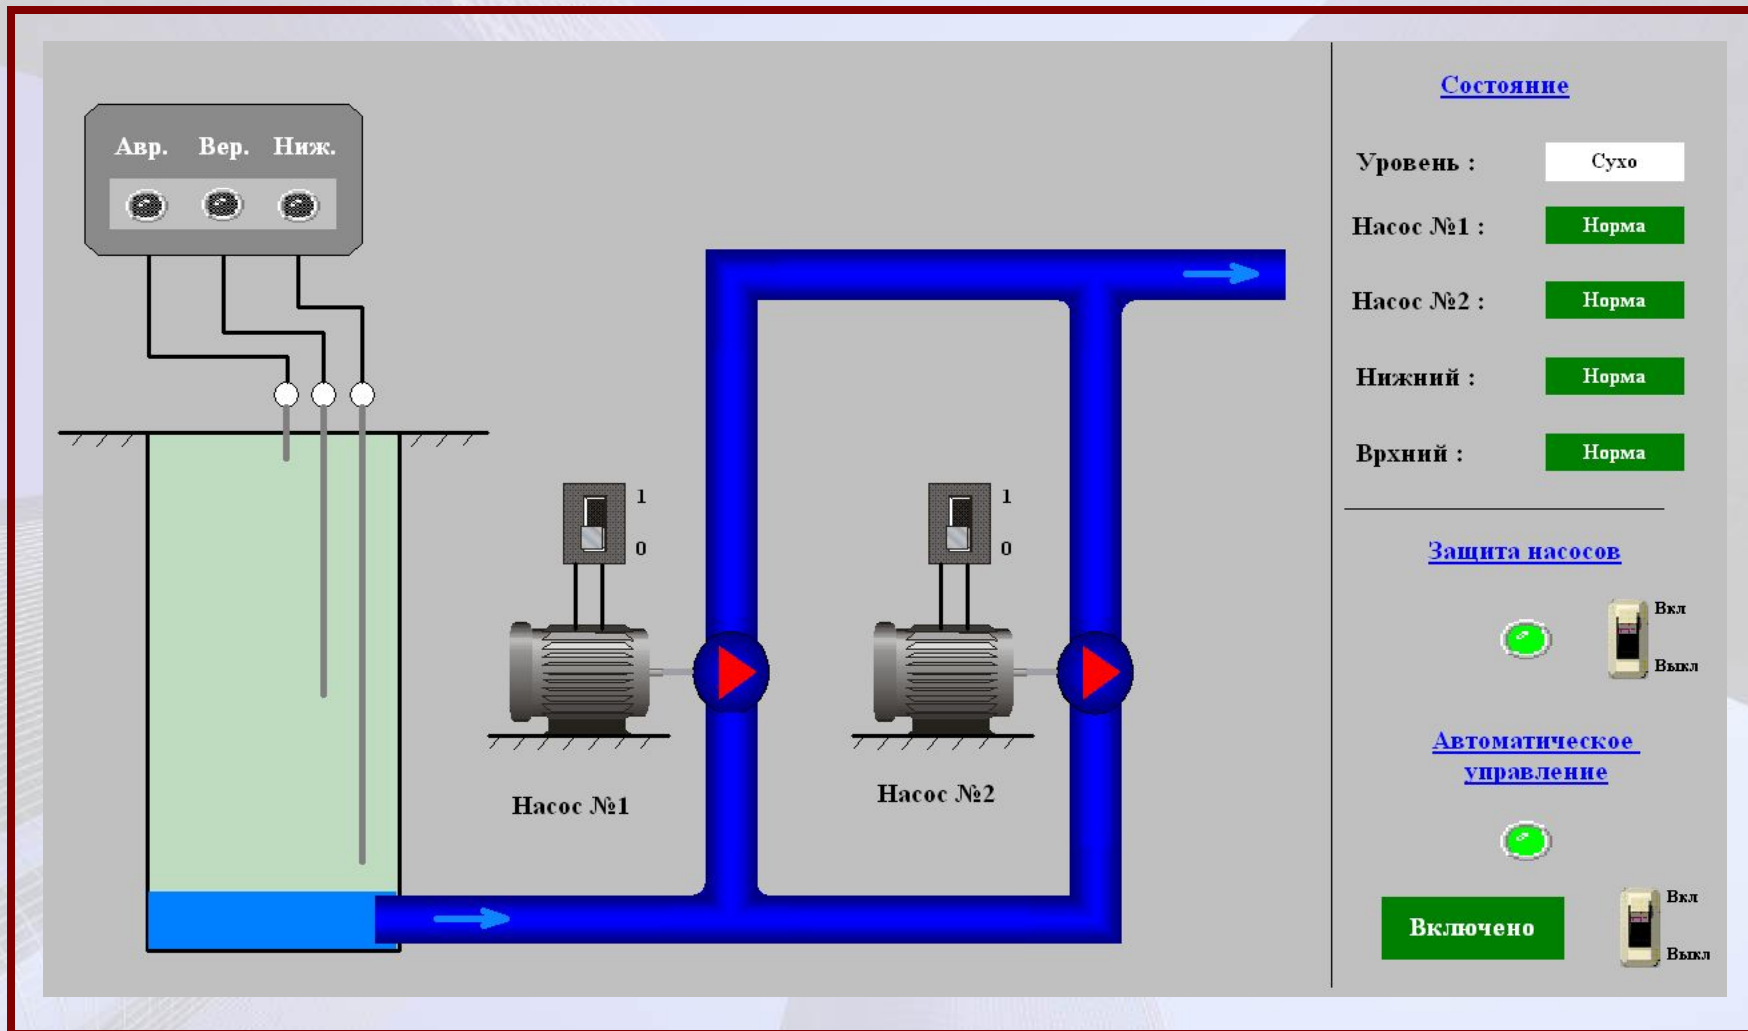 Авр. Вер. Ниж.
1
0
Насос №1
1
0
Насос №2
Состояние
Уровень : Сухо
Насос №1 : Норма
Насос №2 : Норма
Нижний : Норма
Врхний : Норма
Защита насосов
Вкл
Выкл
Автоматическое
управление
Вкл
Включено
Выкл